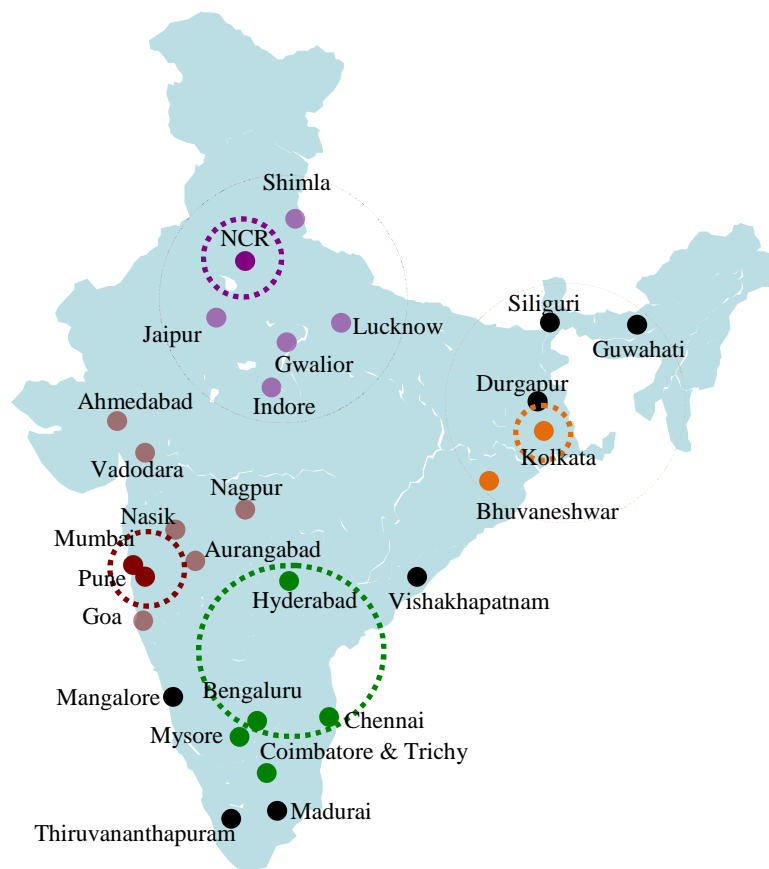 Shimla
NCR
Siliguri
Jaipur
Lucknow
Guwahati
Gwalior
Durgapur
Indore
Ahmedabad
Kolkata
Vadodara
Nagpur
Bhuvaneshwar
Nasik
Mumbai
Aurangabad
Pune
Hyderabad
Vishakhapatnam
Goa
Bengaluru
Mangalore
Chennai
Mysore
Coimbatore & Trichy
Madurai
Thiruvananthapuram